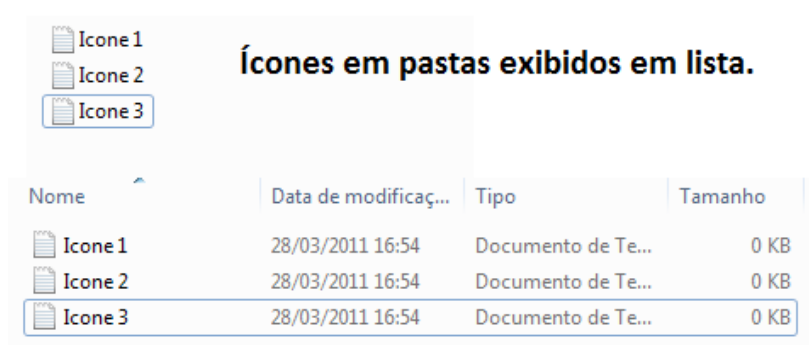 Icone 1
Ícones em pastas exibidos em lista.
Icone 2
Icone 3
Nome Data de modificaç... Tipo Tamanho
Icone 1 28/03/2011 16:54 Documento de Te... 0 KB
Icone 2 28/03/2011 16:54 Documento de Te... 0 KB
Icone 3 28/03/2011 16:54 Documento de Te... 0 KB